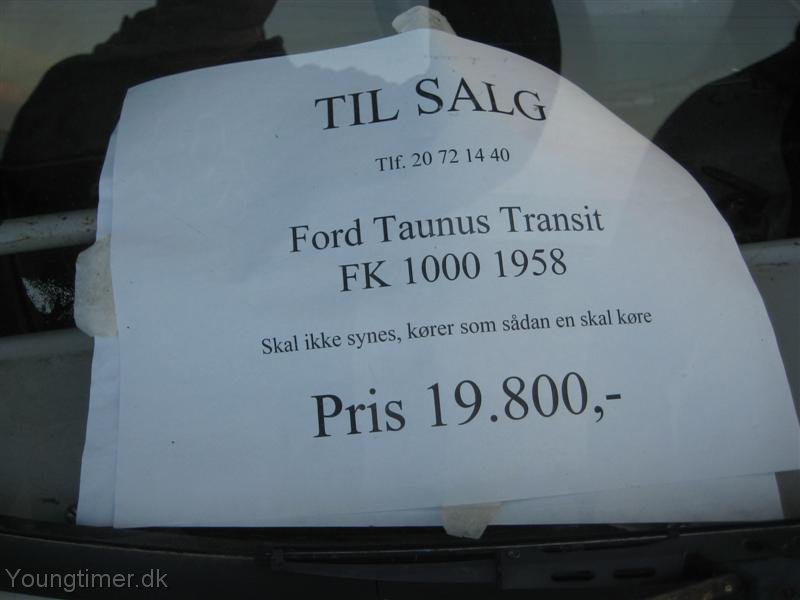 TIL SALG
Tlf. 20 72 14 40
Ford Taunus Transit
FK 1000 1958
Skal ikke synes, kører som sådan en skal køre
Pris 19.800,-
Youngtimer.dk